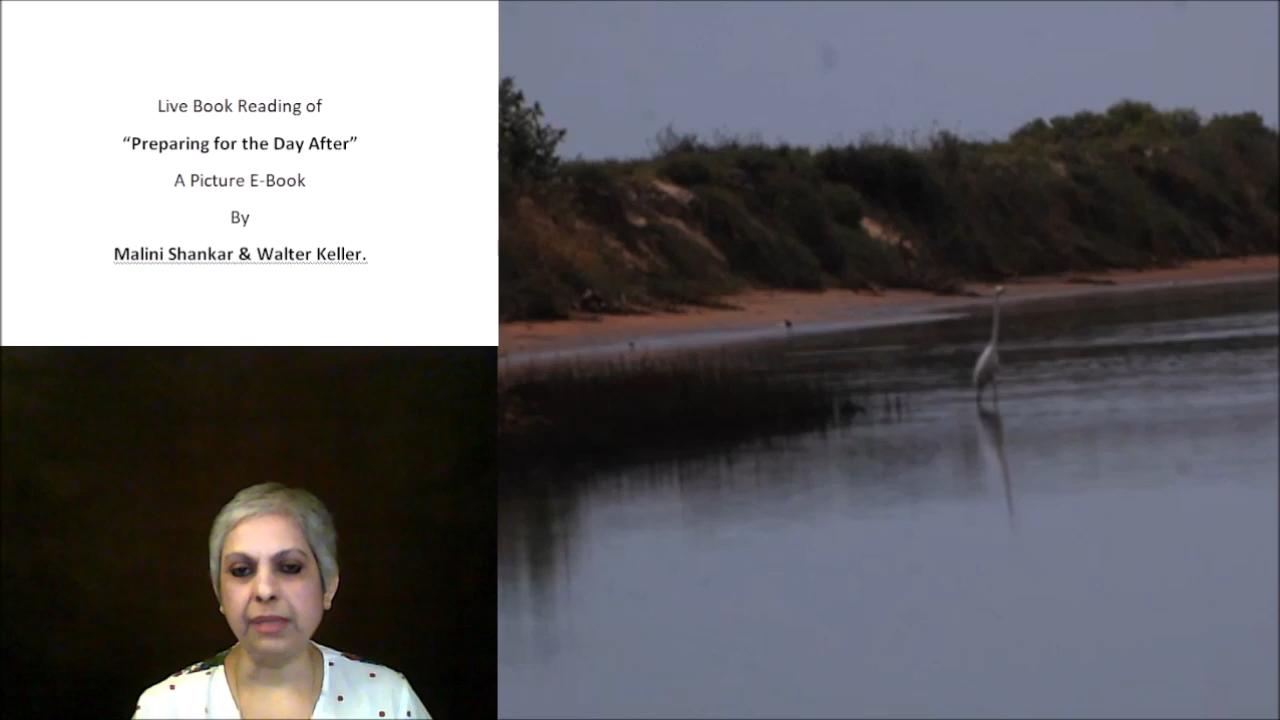 Live Book Reading of
“Preparing for the Day After”
A Picture E-Book
By
Malini Shankar & Walter Keller.